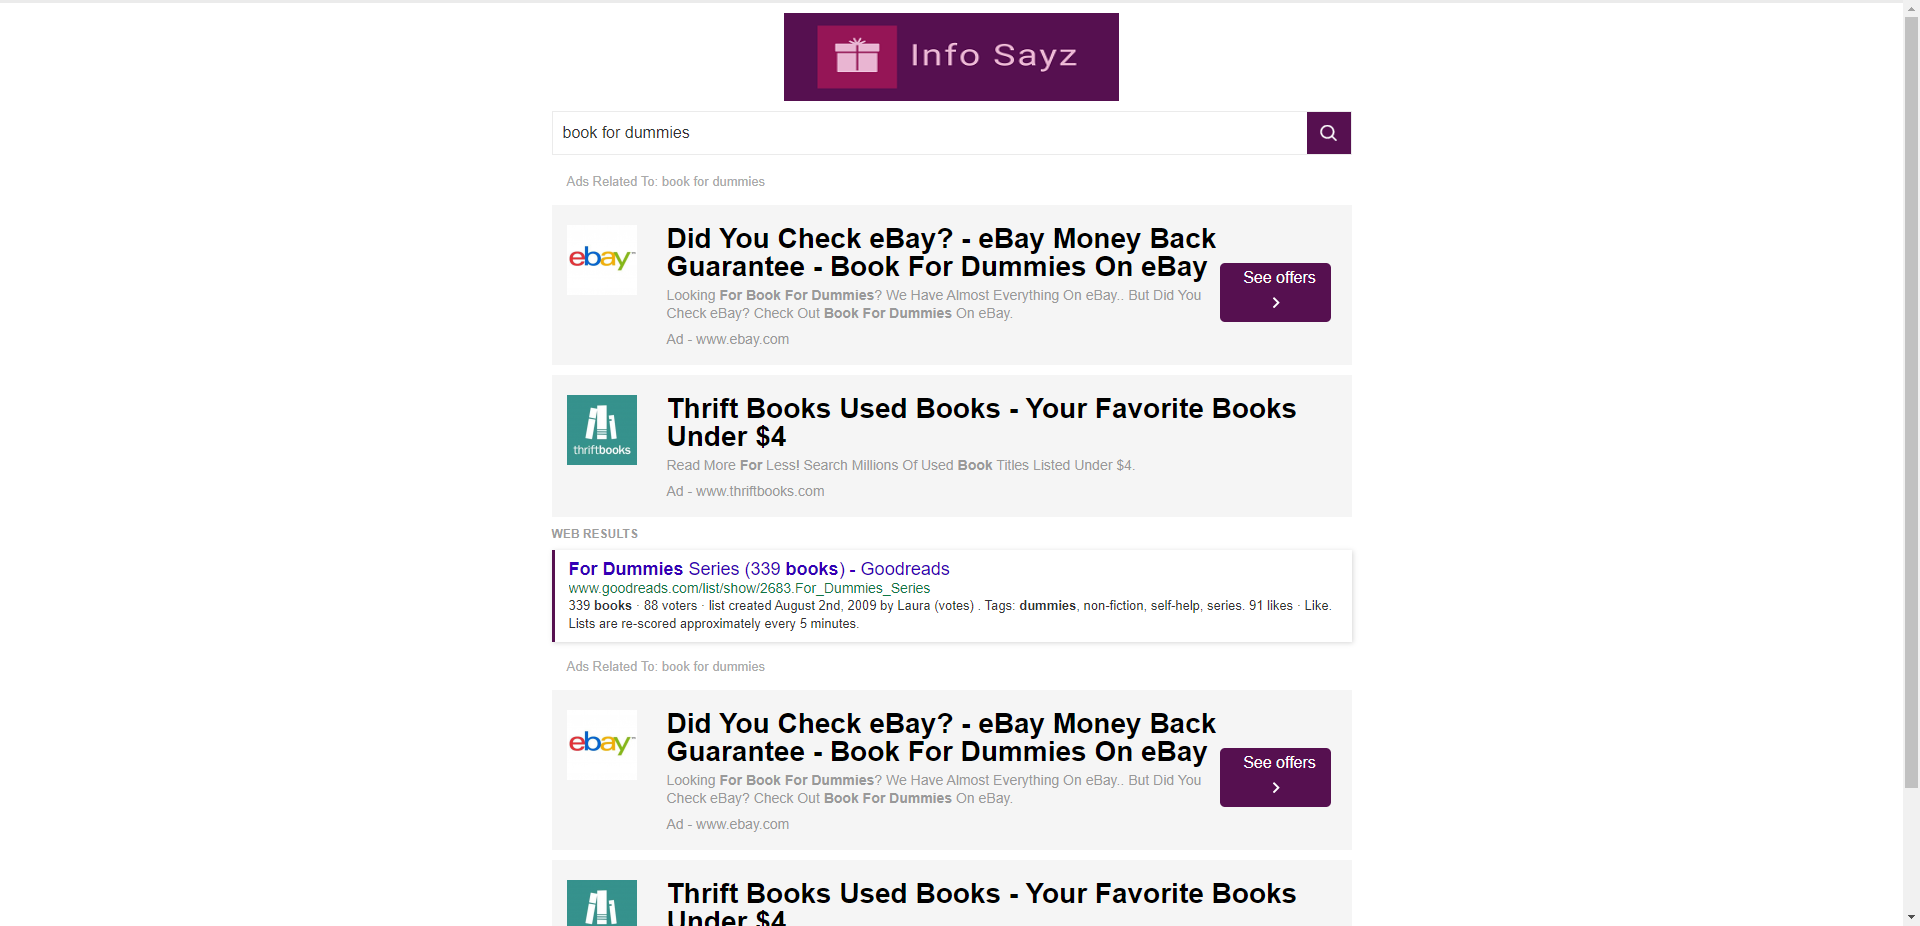 Info Sayz
book for dummies
Ads Related To: book for dummies
ebay™
Did You Check eBay? - eBay Money Back
Guarantee - Book For Dummies On eBay
Looking For Book For Dummies? We Have Almost Everything On eBay.. But Did You
Check eBay? Check Out Book For Dummies On eBay.
Ad - www.ebay.com
See offers
thriftbooks
Thrift Books Used Books - Your Favorite Books
Under $4
Read More For Less! Search Millions Of Used Book Titles Listed Under $4.
Ad - www.thriftbooks.com
WEB RESULTS
For Dummies Series (339 books) - Goodreads
www.goodreads.com/list/show/2683.For_Dummies_Series
339 books · 88 voters · list created August 2nd, 2009 by Laura (votes) . Tags: dummies, non-fiction, self-help, series. 91 likes · Like.
Lists are re-scored approximately every 5 minutes.
Ads Related To: book for dummies
ebay™
Did You Check eBay? - eBay Money Back
Guarantee - Book For Dummies On eBay
Looking For Book For Dummies? We Have Almost Everything On eBay.. But Did You
Check eBay? Check Out Book For Dummies On eBay.
Ad - www.ebay.com
See offers
Thrift Books Used Books - Your Favorite Books
Under $4